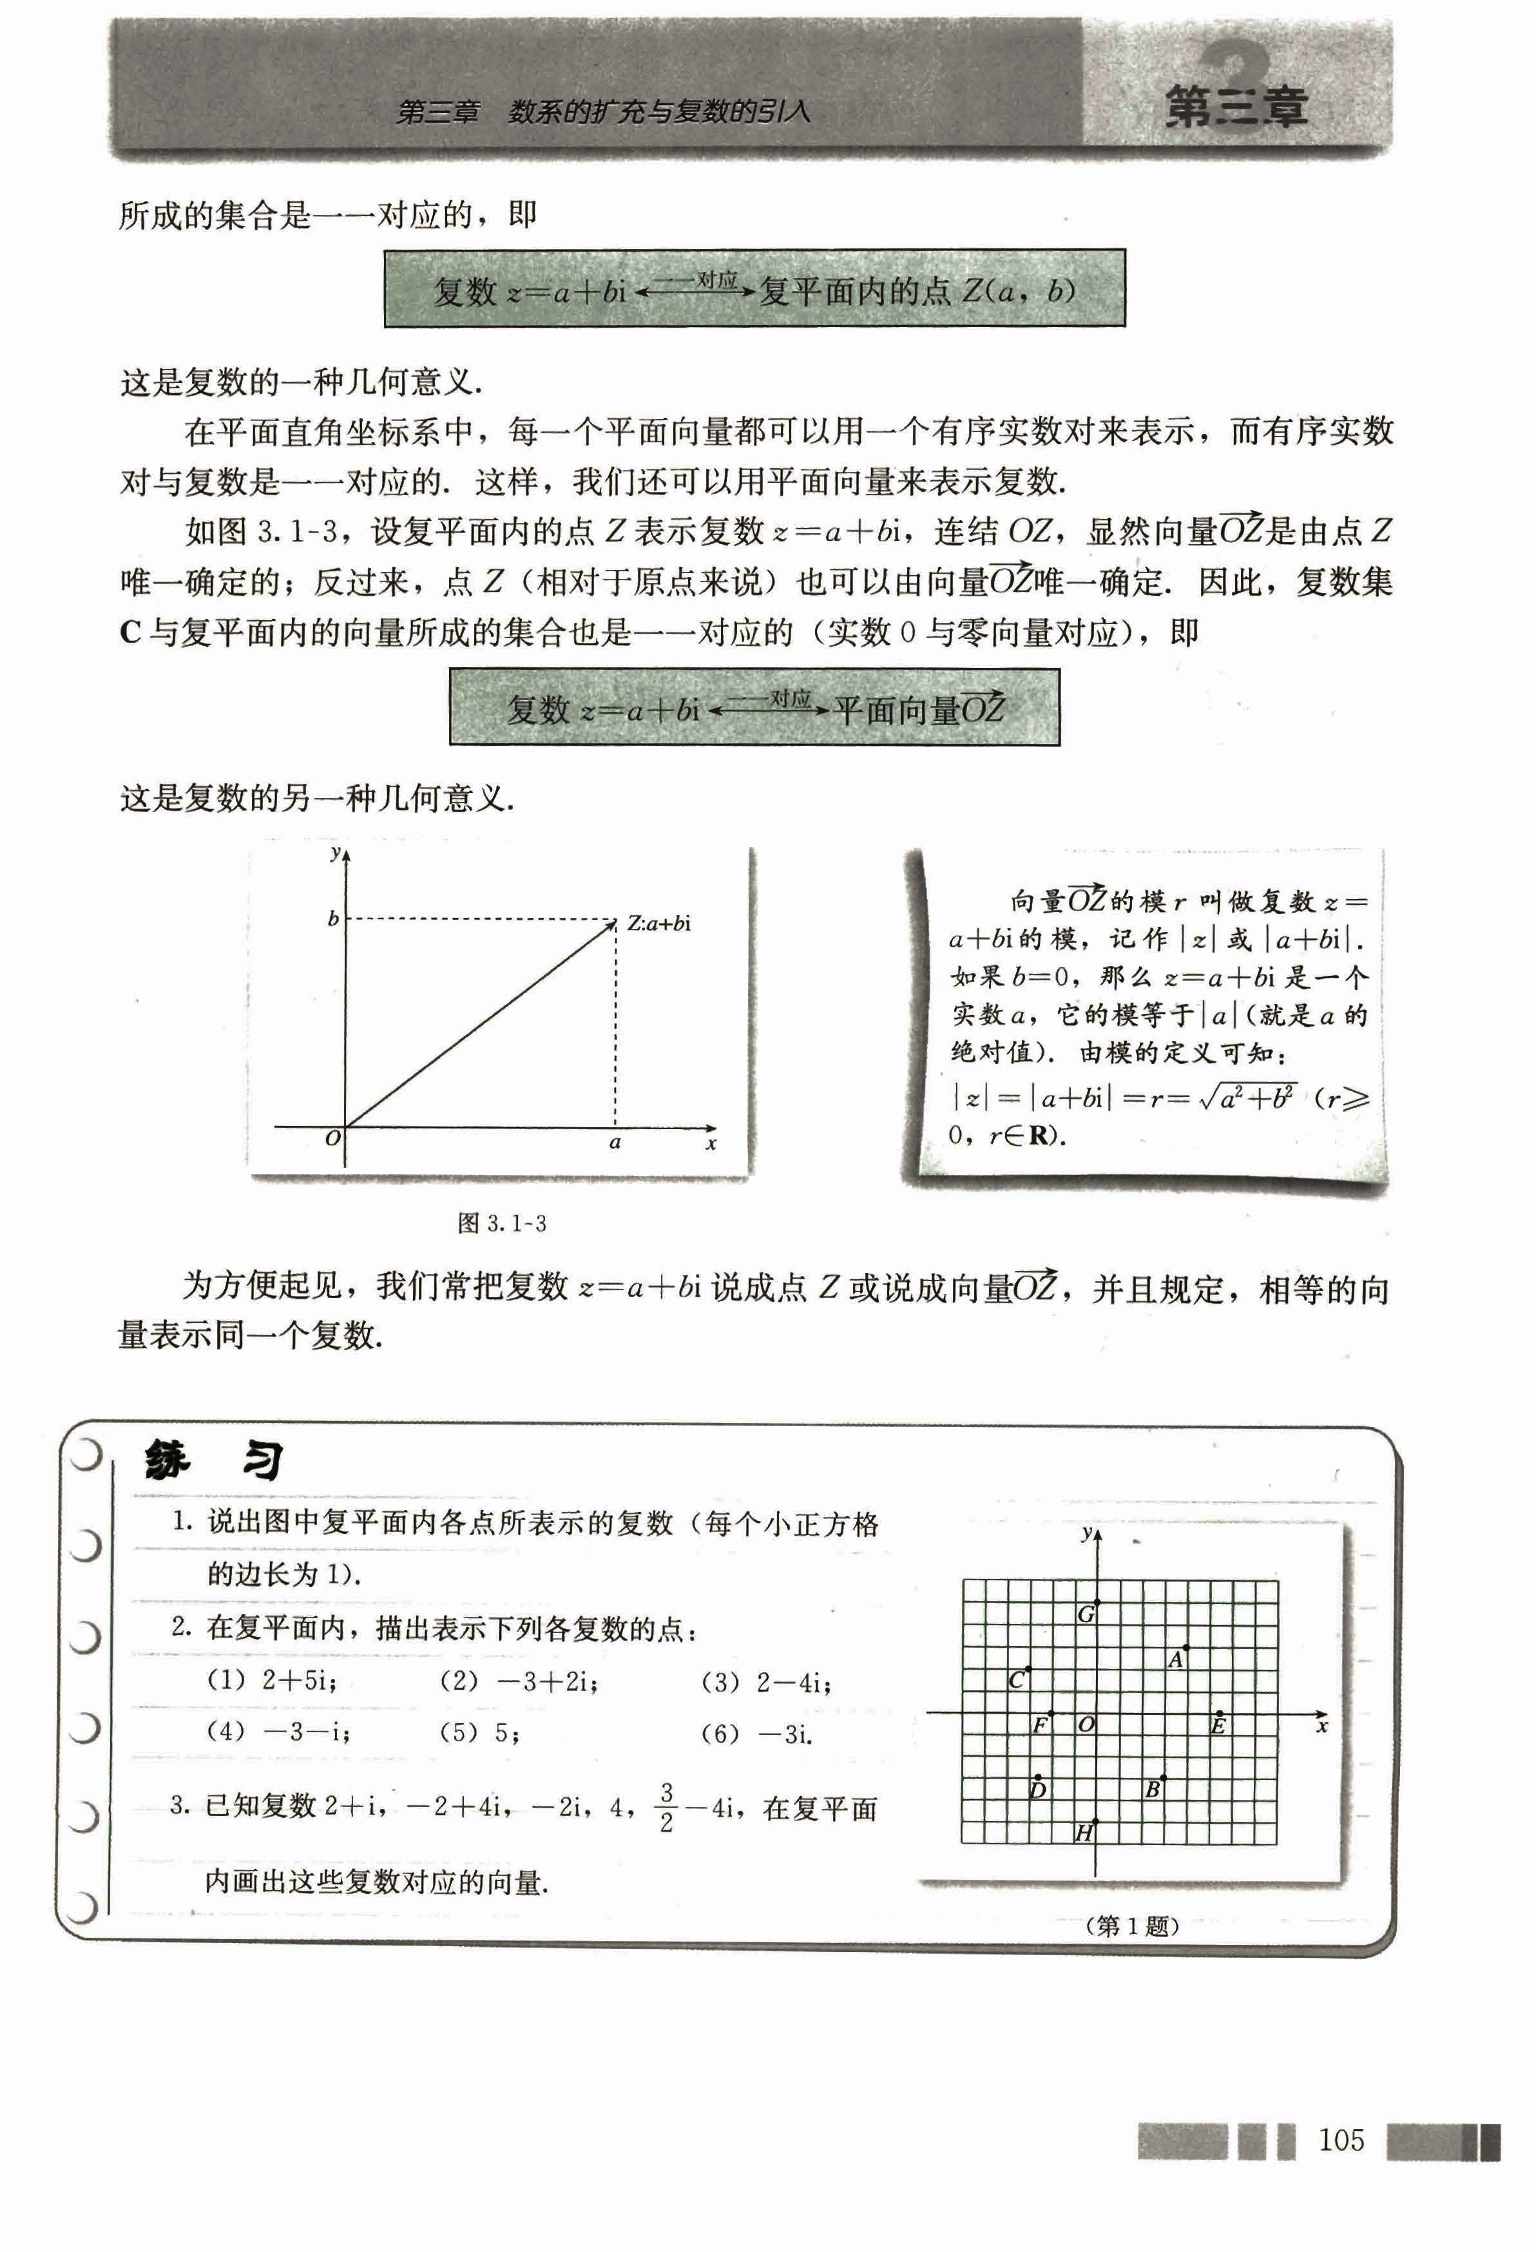 第三章 数系的扩充与复数的引入
第三章
所成的集合是一一对应的，即
复数 z=a+bi ⟷ 一一对应 复平面内的点 Z(a，b)
这是复数的一种几何意义．
在平面直角坐标系中，每一个平面向量都可以用一个有序实数对来表示，而有序实数
对与复数是一一对应的．这样，我们还可以用平面向量来表示复数．
如图 3.1-3，设复平面内的点 Z 表示复数 z=a+bi，连结 OZ，显然向量$\overrightarrow{OZ}$是由点 Z
唯一确定的；反过来，点 Z（相对于原点来说）也可以由向量$\overrightarrow{OZ}$唯一确定．因此，复数集
C 与复平面内的向量所成的集合也是一一对应的（实数 0 与零向量对应），即
复数 z=a+bi ⟷ 一一对应 平面向量$\overrightarrow{OZ}$
这是复数的另一种几何意义．
y
b
Z:a+bi
O
a
x
图 3.1-3
向量$\overrightarrow{OZ}$的模 r 叫做复数 z=
a+bi的模，记作|z|或|a+bi|．
如果 b=0，那么 z=a+bi 是一个
实数a，它的模等于|a|(就是 a 的
绝对值)．由模的定义可知：
|z|=|a+bi|=r=$\sqrt{a^2+b^2}$ (r≥
0，r∈R)．
为方便起见，我们常把复数 z=a+bi 说成点 Z 或说成向量$\overrightarrow{OZ}$，并且规定，相等的向
量表示同一个复数．
练 习
1. 说出图中复平面内各点所表示的复数（每个小正方格
的边长为 1）．
2. 在复平面内，描出表示下列各复数的点：
(1) 2+5i； (2) −3+2i； (3) 2−4i；
(4) −3−i； (5) 5； (6) −3i．
3. 已知复数 2+i，−2+4i，−2i，4，$\frac{3}{2}$−4i，在复平面
内画出这些复数对应的向量．
y
G
A
C
F
O
E
x
D
B
H
（第 1 题）
105